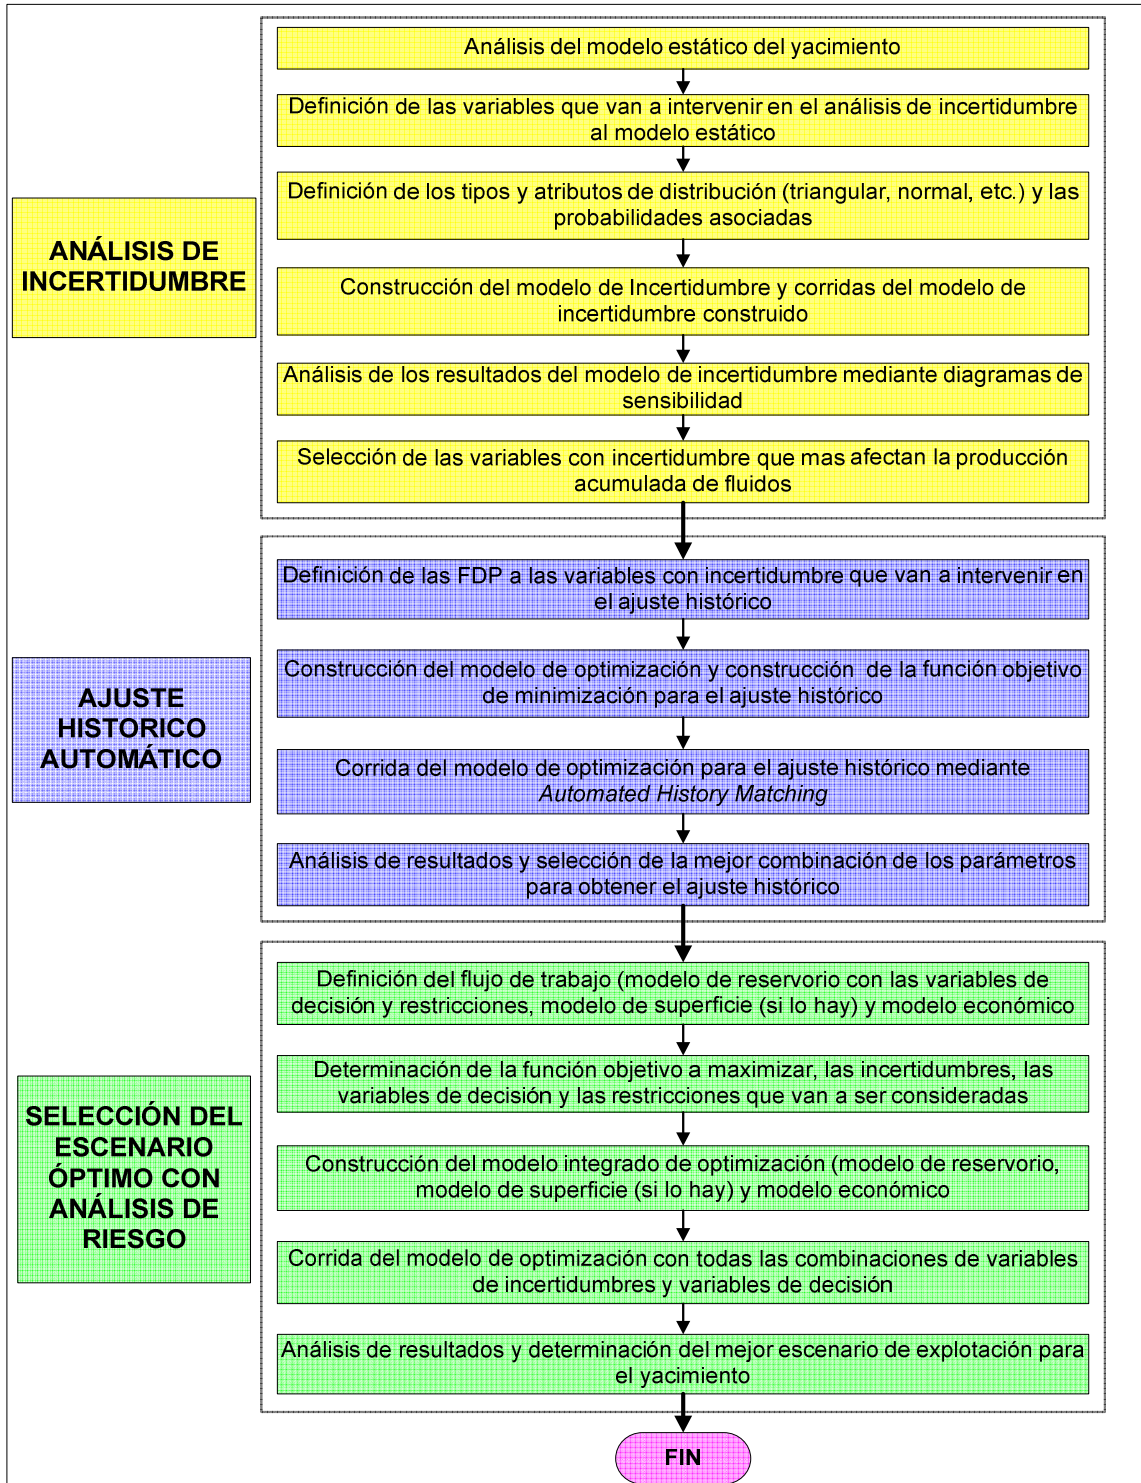 Análisis del modelo estático del yacimiento
Definición de las variables que van a intervenir en el análisis de incertidumbre
al modelo estático
Definición de los tipos y atributos de distribución (triangular, normal, etc.) y las
probabilidades asociadas
ANÁLISIS DE
INCERTIDUMBRE
Construcción del modelo de Incertidumbre y corridas del modelo de
incertidumbre construido
Análisis de los resultados del modelo de incertidumbre mediante diagramas de
sensibilidad
Selección de las variables con incertidumbre que mas afectan la producción
acumulada de fluidos
Definición de las FDP a las variables con incertidumbre que van a intervenir en
el ajuste histórico
Construcción del modelo de optimización y construcción de la función objetivo
de minimización para el ajuste histórico
AJUSTE
HISTORICO
AUTOMÁTICO
Corrida del modelo de optimización para el ajuste histórico mediante
Automated History Matching
Análisis de resultados y selección de la mejor combinación de los parámetros
para obtener el ajuste histórico
Definición del flujo de trabajo (modelo de reservorio con las variables de
decisión y restricciones, modelo de superficie (si lo hay) y modelo económico
Determinación de la función objetivo a maximizar, las incertidumbres, las
variables de decisión y las restricciones que van a ser consideradas
SELECCIÓN DEL
ESCENARIO
ÓPTIMO CON
ANÁLISIS DE
RIESGO
Construcción del modelo integrado de optimización (modelo de reservorio,
modelo de superficie (si lo hay) y modelo económico
Corrida del modelo de optimización con todas las combinaciones de variables
de incertidumbres y variables de decisión
Análisis de resultados y determinación del mejor escenario de explotación para
el yacimiento
FIN